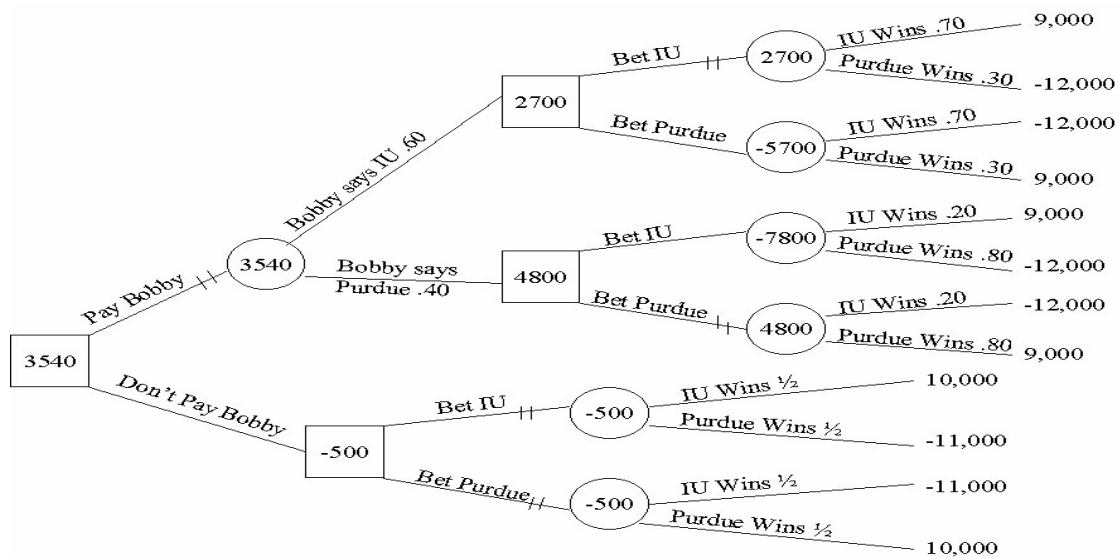 IU Wins .70
9,000
Bet IU
2700
Purdue Wins .30
-12,000
2700
Bet Purdue
IU Wins .70
-12,000
-5700
Purdue Wins .30
9,000
Bobby says IU .60
IU Wins .20
9,000
Bet IU
-7800
Purdue Wins .80
-12,000
Pay Bobby
3540
Bobby says
Purdue .40
4800
Bet Purdue
IU Wins .20
-12,000
4800
Purdue Wins .80
9,000
3540
Don't Pay Bobby
IU Wins ½
10,000
Bet IU
-500
Purdue Wins ½
-11,000
-500
Bet Purdue
IU Wins ½
-11,000
-500
Purdue Wins ½
10,000